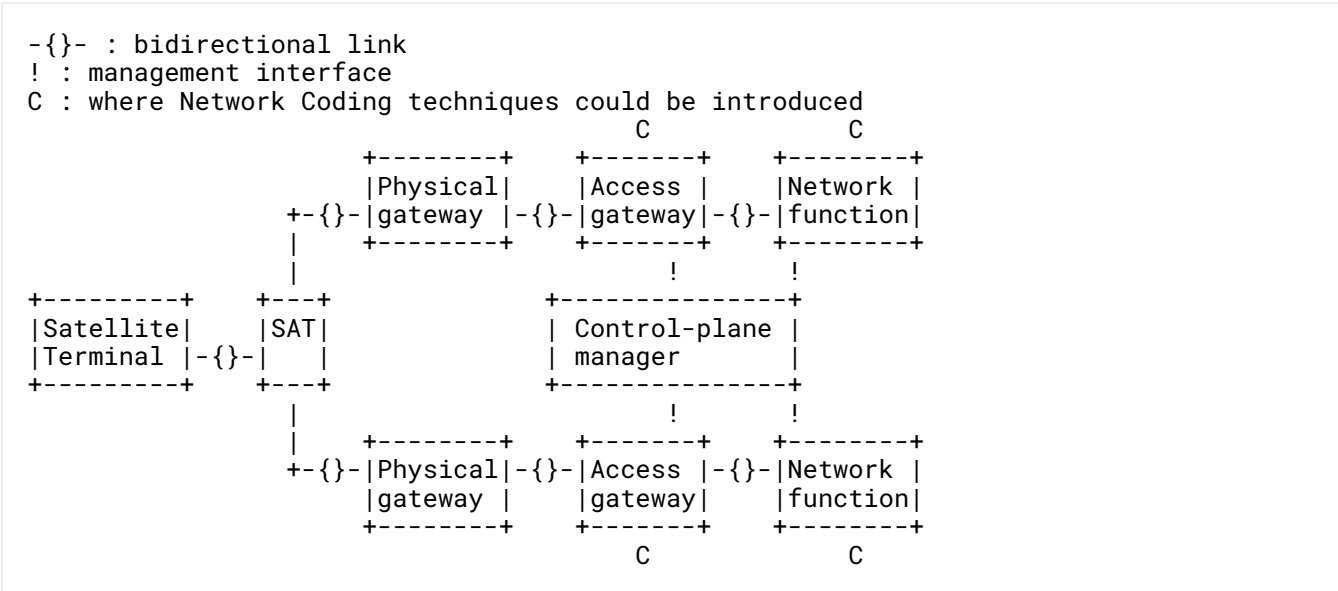 -{}- : bidirectional link
! : management interface
C : where Network Coding techniques could be introduced
                                                  C                C
                            +--------+     +-------+     +--------+
                            |Physical|     |Access |     |Network |
                      +-{}-|gateway |-{}-|gateway|-{}-|function|
                      |     +--------+     +-------+     +--------+
                      |                              !         !
+---------+     +---+                  +---------------+
|Satellite|     |SAT|                  | Control-plane |
|Terminal |-{}-|   |                  | manager       |
+---------+     +---+                  +---------------+
                      |                              !         !
                      |     +--------+     +-------+     +--------+
                      +-{}-|Physical|-{}-|Access |-{}-|Network |
                            |gateway |     |gateway|     |function|
                            +--------+     +-------+     +--------+
                                                  C                C